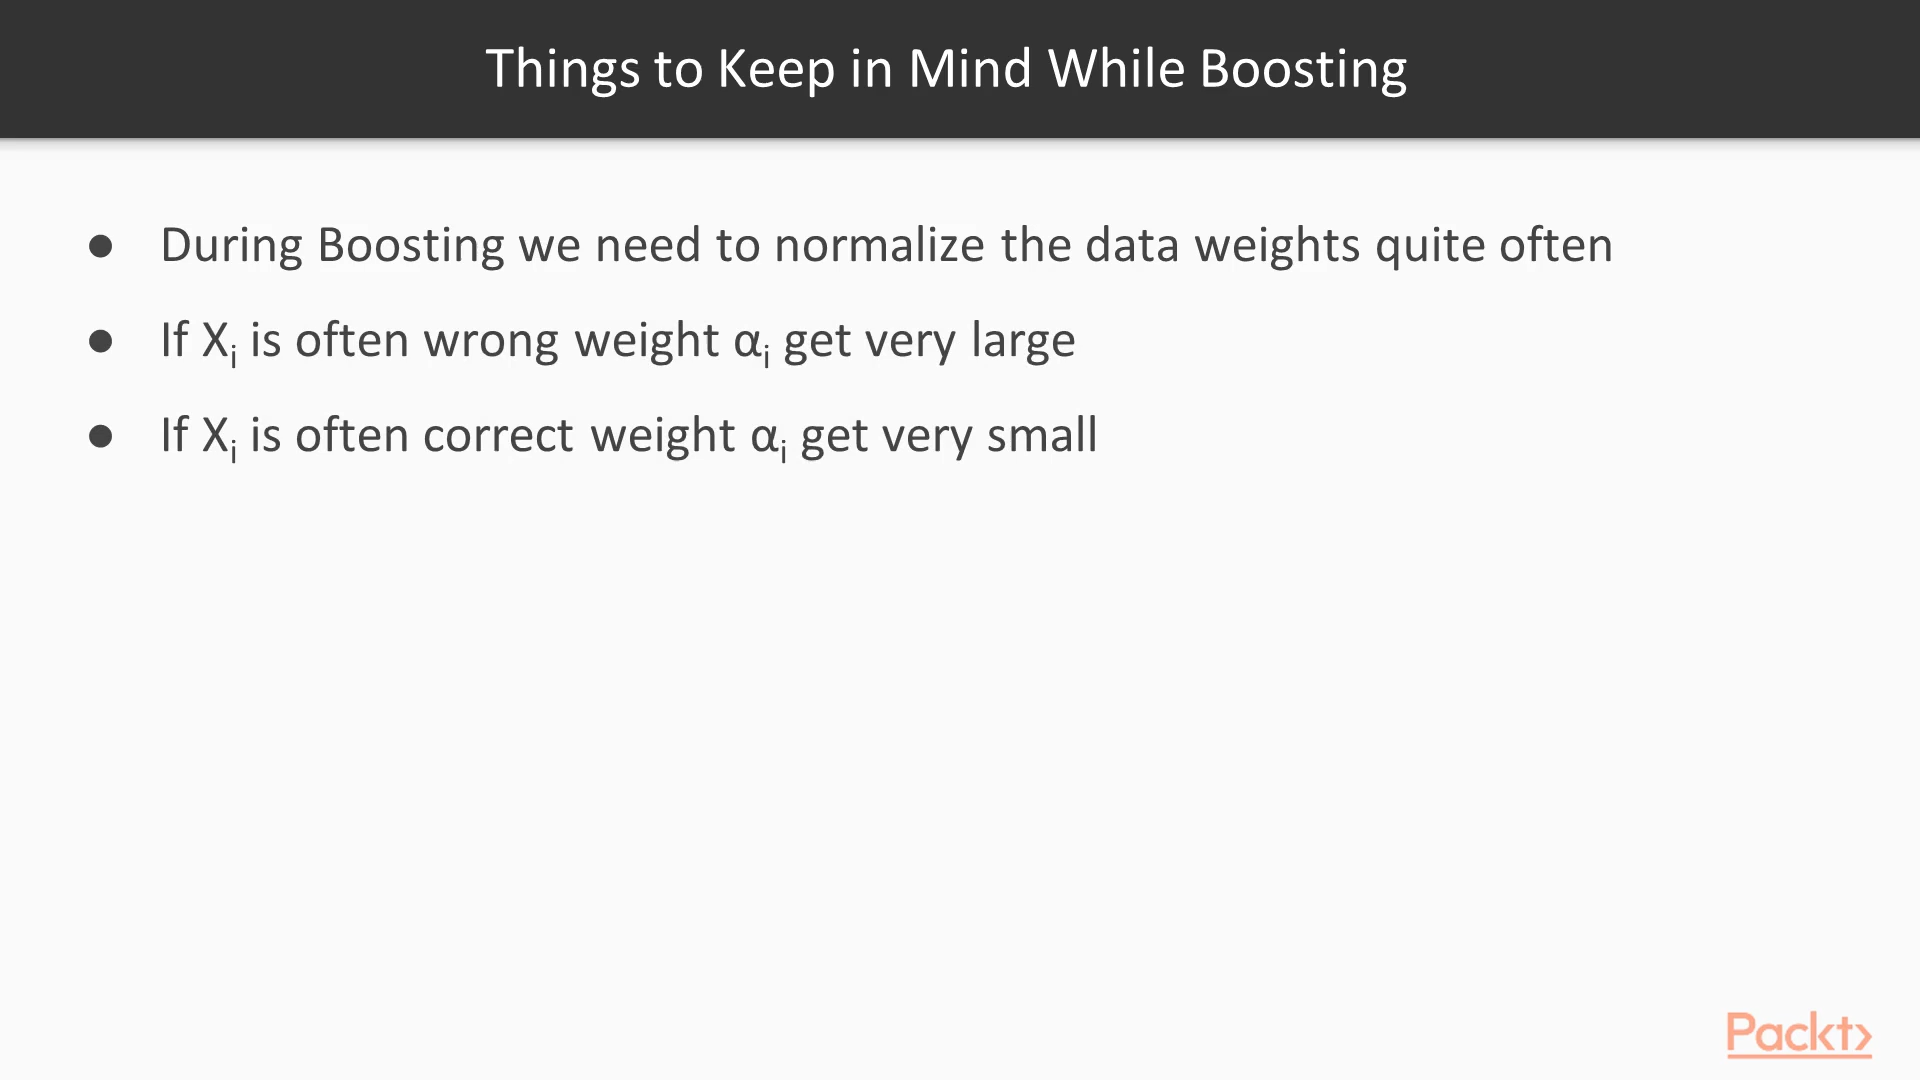 Things to Keep in Mind While Boosting
● During Boosting we need to normalize the data weights quite often
● If Xᵢ is often wrong weight αᵢ get very large
● If Xᵢ is often correct weight αᵢ get very small
Packt>